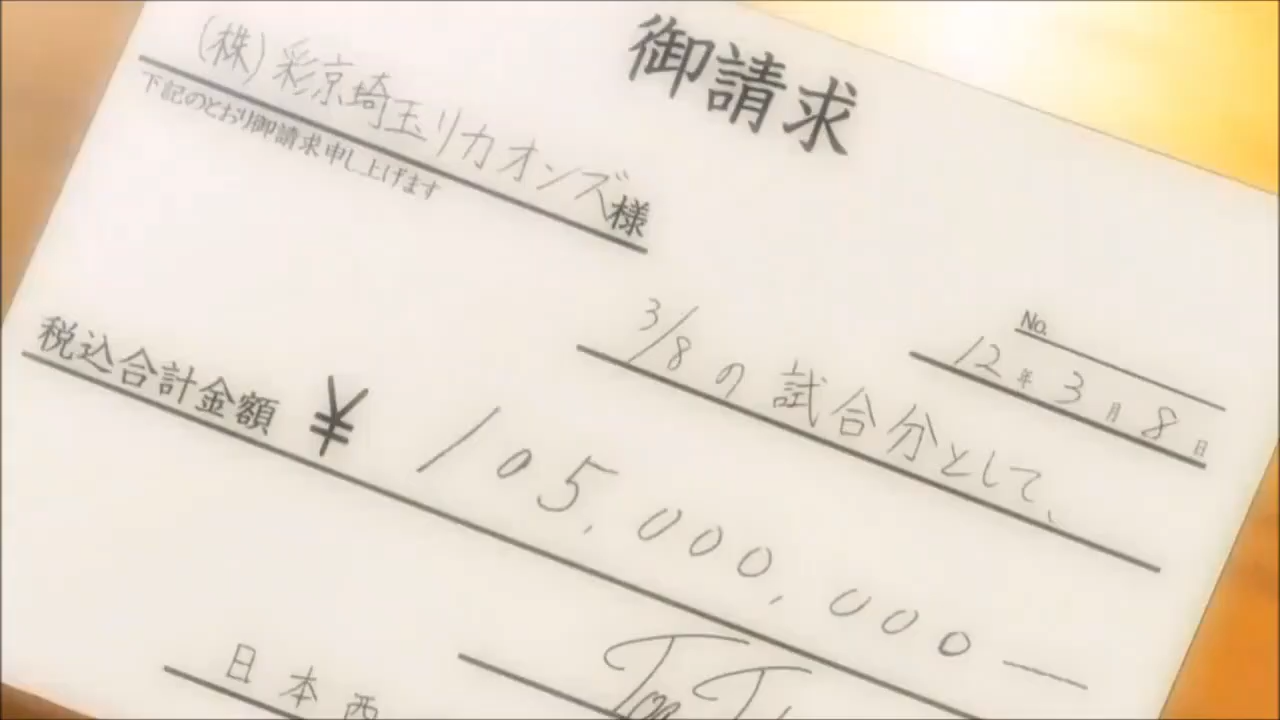 御請求
(株)彩京埼玉リカオンズ様
下記のとおり御請求申し上げます
No.
12年3月8日
3/8の試合分として、
税込合計金額 ¥105,000,000―
日本西